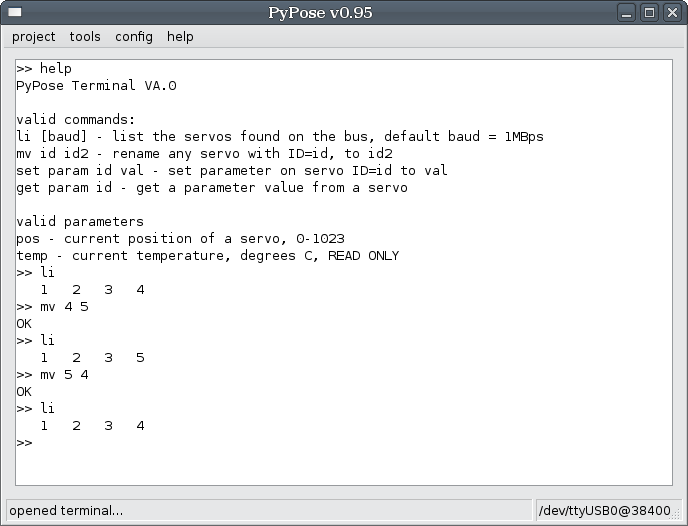 PyPose v0.95
project tools config help
>> help
PyPose Terminal VA.0
valid commands:
li [baud] - list the servos found on the bus, default baud = 1MBps
mv id id2 - rename any servo with ID=id, to id2
set param id val - set parameter on servo ID=id to val
get param id - get a parameter value from a servo
valid parameters
pos - current position of a servo, 0-1023
temp - current temperature, degrees C, READ ONLY
>> li
1 2 3 4
>> mv 4 5
OK
>> li
1 2 3 5
>> mv 5 4
OK
>> li
1 2 3 4
>>
opened terminal... /dev/ttyUSB0@38400